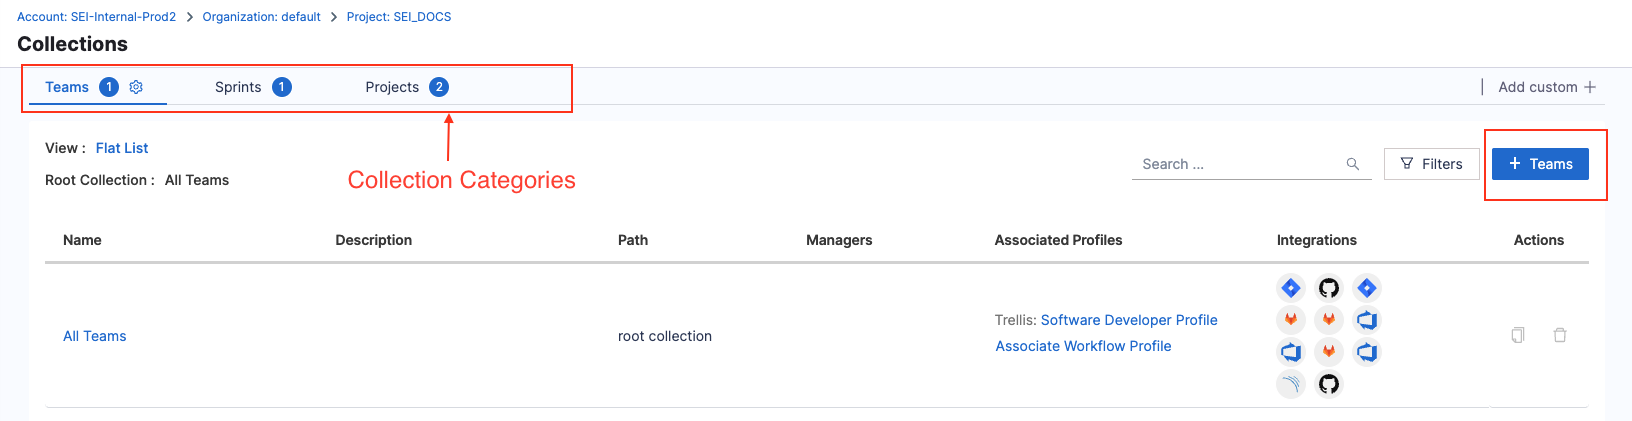 Account: SEI-Internal-Prod2 > Organization: default > Project: SEI_DOCS
Collections
Teams 1 Sprints 1 Projects 2 | Add custom +
View : Flat List
Collection Categories
Search ... Filters + Teams
Root Collection : All Teams
Name Description Path Managers Associated Profiles Integrations Actions
Trellis: Software Developer Profile
All Teams root collection
Associate Workflow Profile